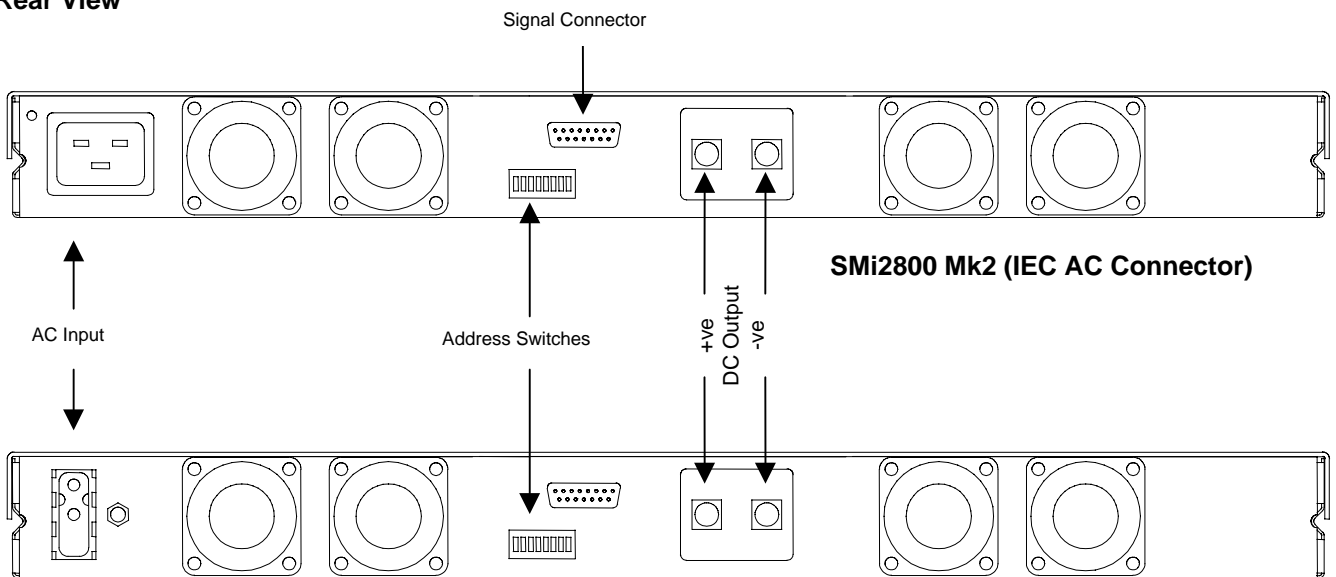 Rear View
Signal Connector
SMi2800 Mk2 (IEC AC Connector)
AC Input
Address Switches
+ve
DC Output
-ve